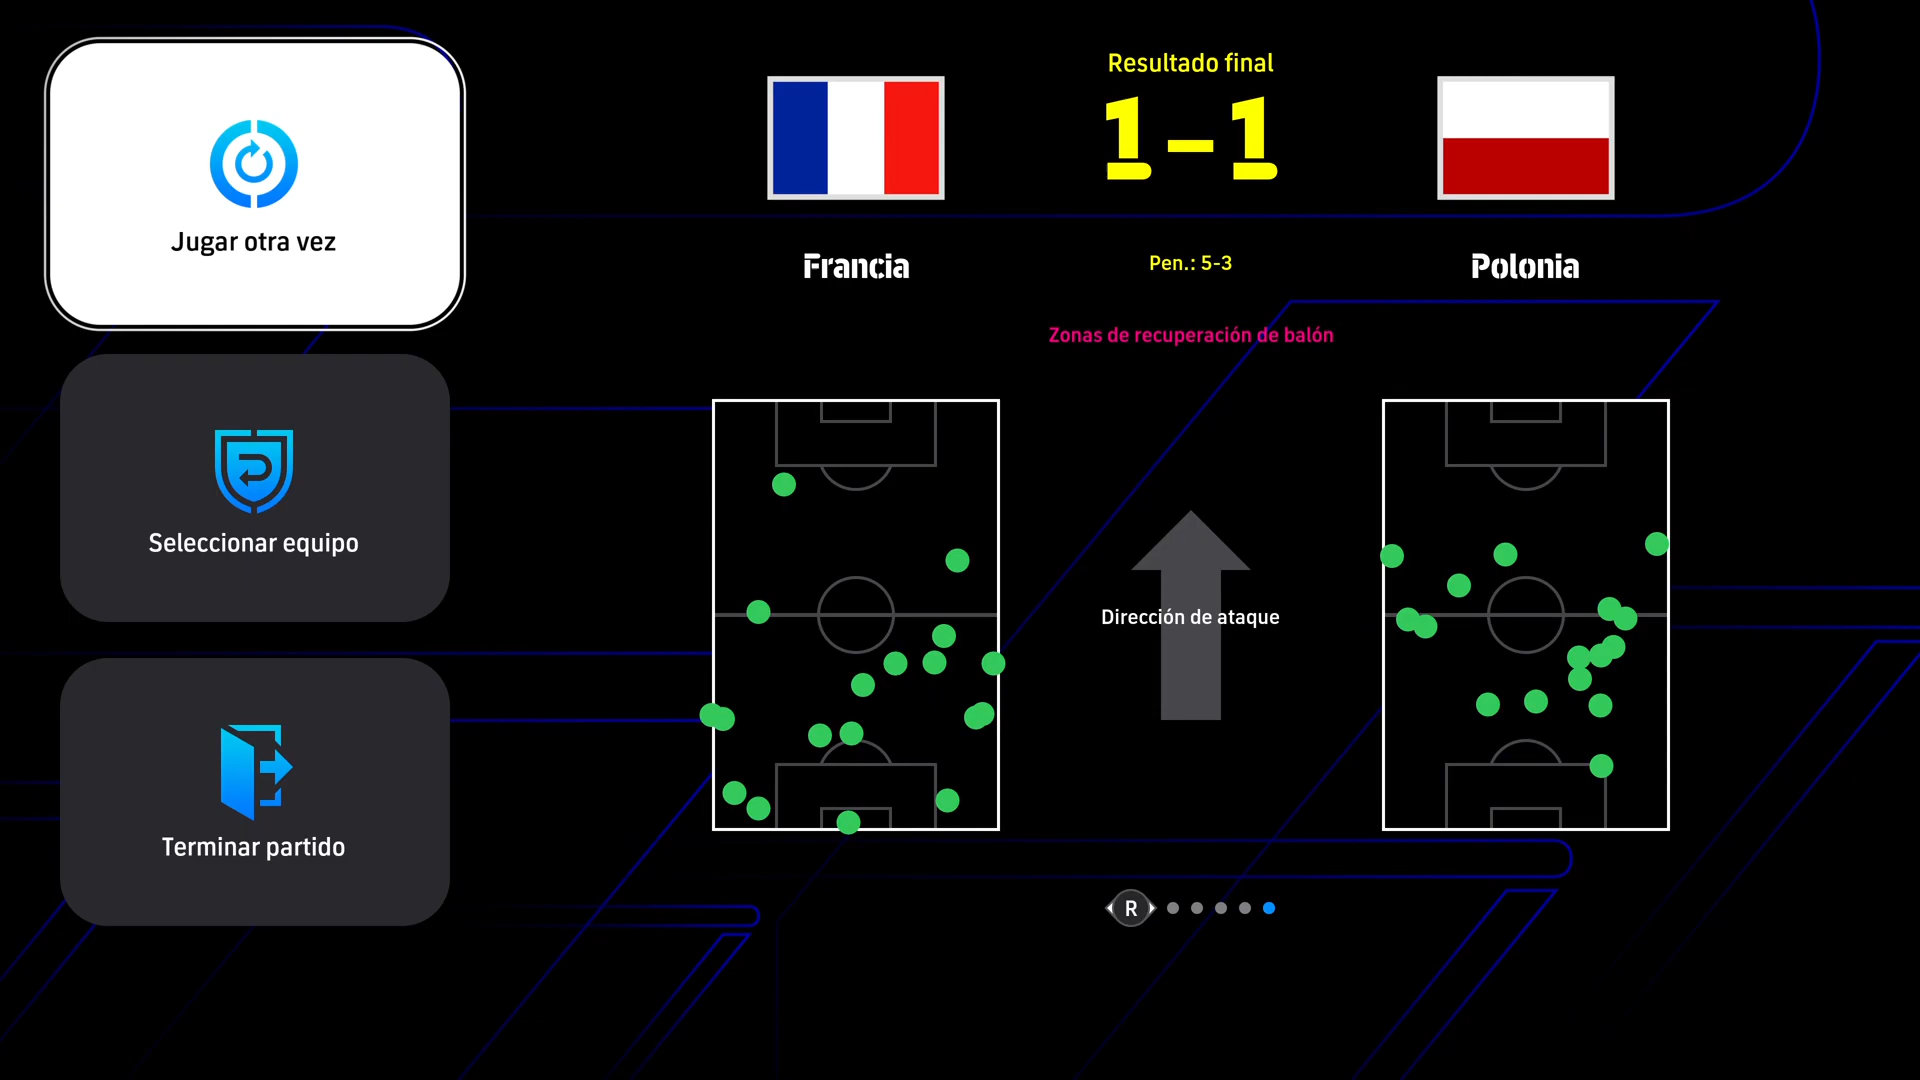 Jugar otra vez
Seleccionar equipo
Terminar partido
Resultado final
1-1
Francia
Pen.: 5-3
Polonia
Zonas de recuperación de balón
Dirección de ataque
R